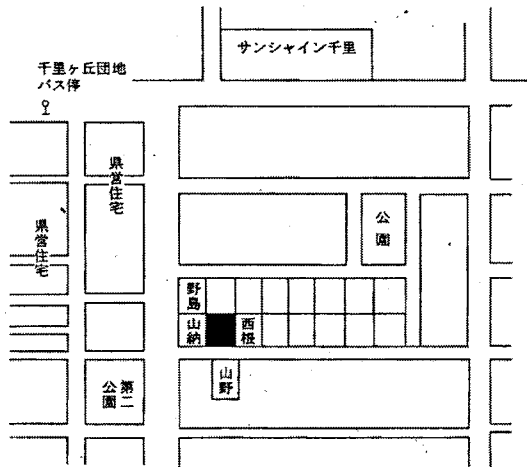 サンシャイン千里
千里ヶ丘団地
バス停
県営住宅
県営住宅
公園
野島
山納
西根
山野
第二
公園